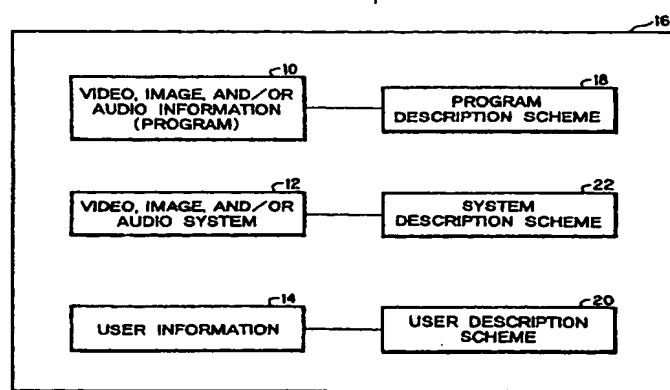 16
10
VIDEO, IMAGE, AND/OR
AUDIO INFORMATION
(PROGRAM)
18
PROGRAM
DESCRIPTION SCHEME
12
VIDEO, IMAGE, AND/OR
AUDIO SYSTEM
22
SYSTEM
DESCRIPTION SCHEME
14
USER INFORMATION
20
USER DESCRIPTION
SCHEME